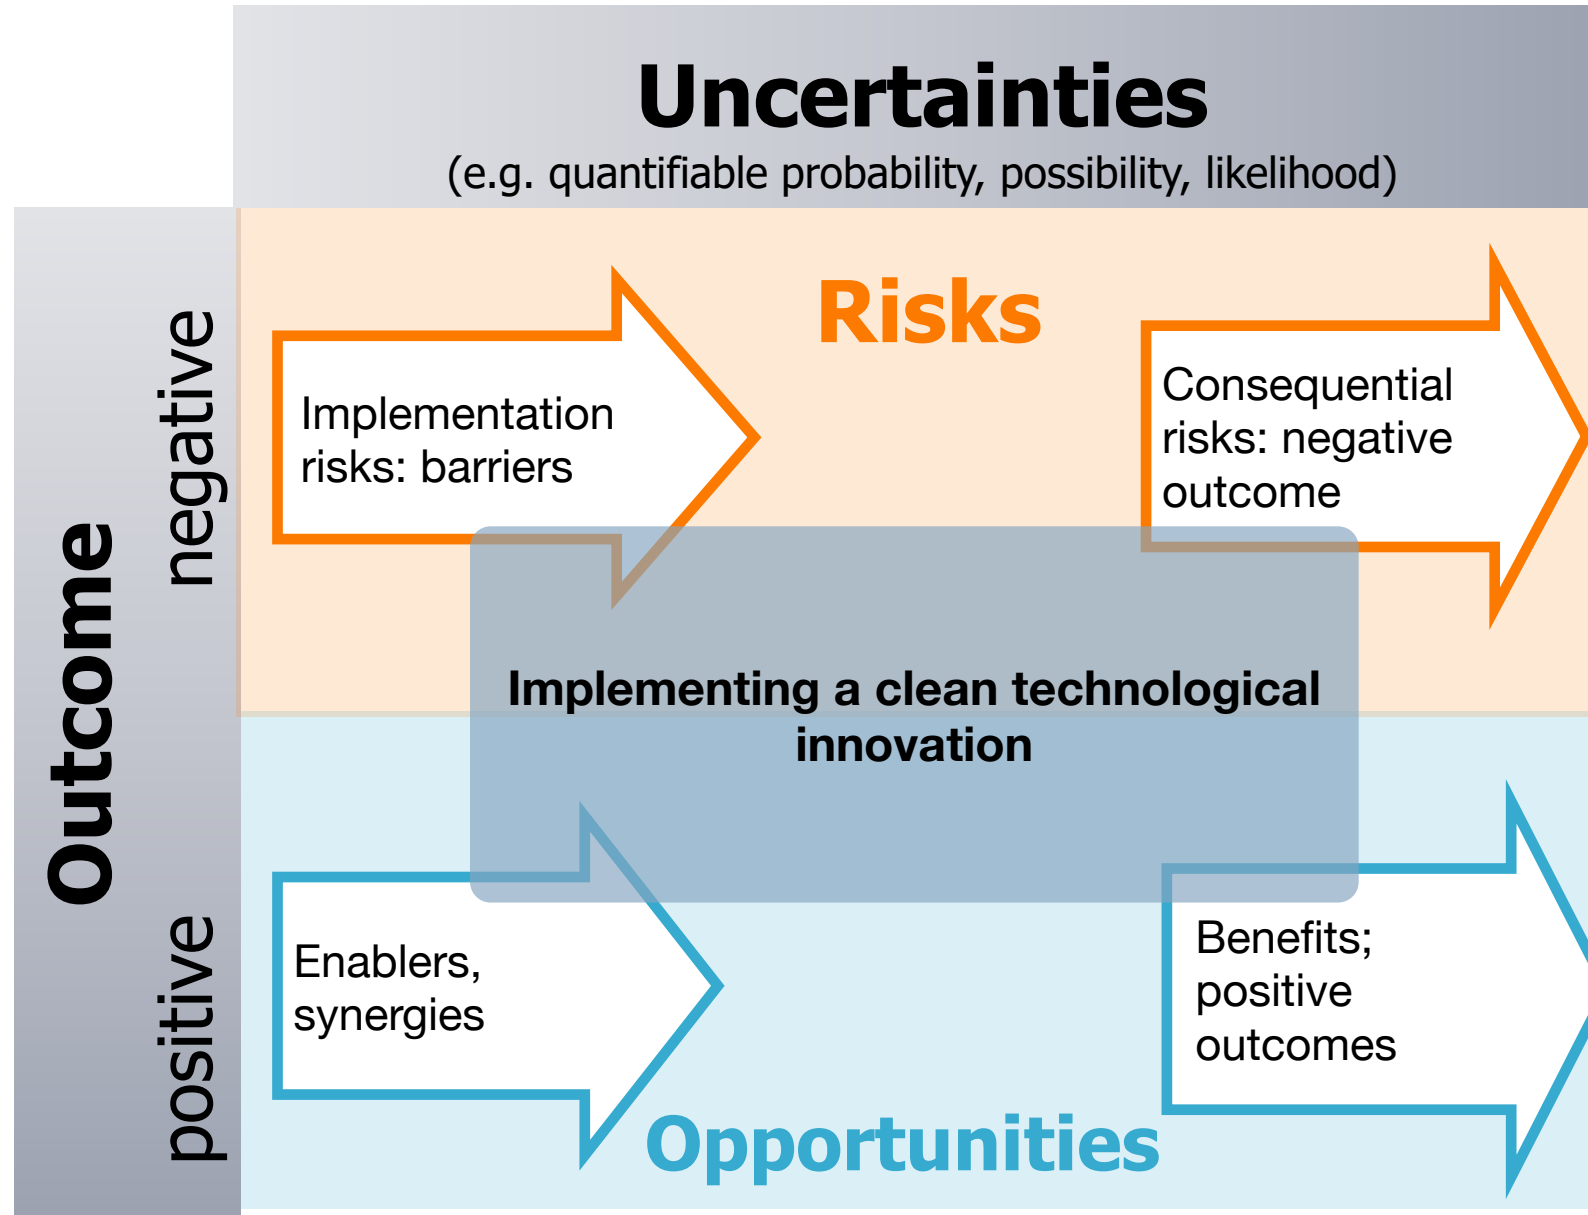 Uncertainties
(e.g. quantifiable probability, possibility, likelihood)
Outcome
negative
positive
Risks
Implementation
risks: barriers
Consequential
risks: negative
outcome
Implementing a clean technological
innovation
Enablers,
synergies
Benefits;
positive
outcomes
Opportunities